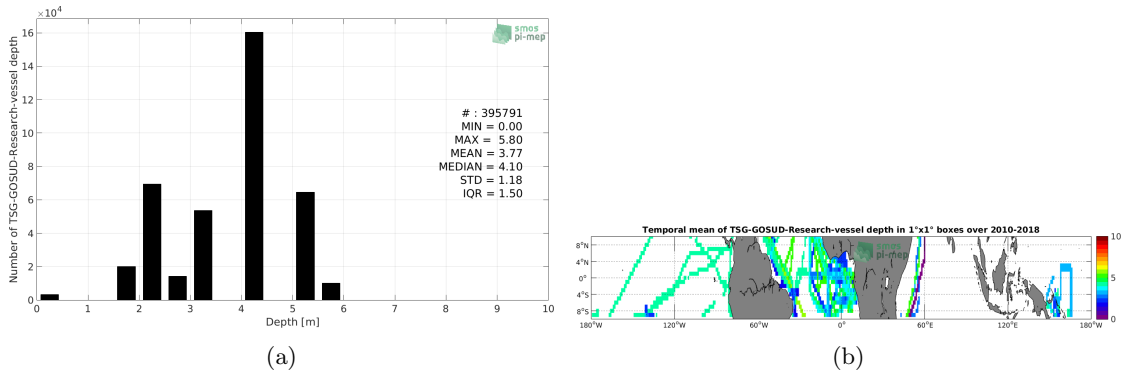 ×10⁴
16
14
12
10
8
6
4
2
0
Number of TSG-GOSUD-Research-vessel depth
smos
pi-mep
# : 395791
MIN = 0.00
MAX = 5.80
MEAN = 3.77
MEDIAN = 4.10
STD = 1.18
IQR = 1.50
0 1 2 3 4 5 6 7 8 9 10
Depth [m]
(a)
Temporal mean of TSG-GOSUD-Research-vessel depth in 1°x1° boxes over 2010-2018
smos
pi-mep
8°N
4°N
0°
4°S
8°S
180°W 120°W 60°W 0° 60°E 120°E 180°W
10
5
0
(b)